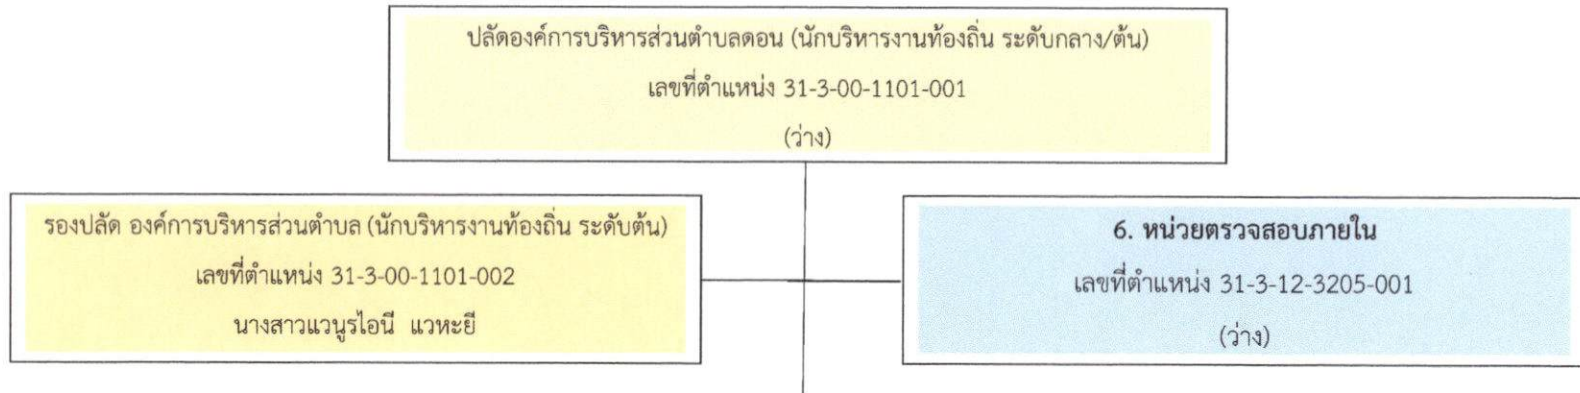 ปลัดองค์การบริหารส่วนตำบลดอน (นักบริหารงานท้องถิ่น ระดับกลาง/ต้น)
เลขที่ตำแหน่ง 31-3-00-1101-001
(ว่าง)
รองปลัด องค์การบริหารส่วนตำบล (นักบริหารงานท้องถิ่น ระดับต้น)
เลขที่ตำแหน่ง 31-3-00-1101-002
นางสาวแวนูรไอนี แวหะยี
6. หน่วยตรวจสอบภายใน
เลขที่ตำแหน่ง 31-3-12-3205-001
(ว่าง)